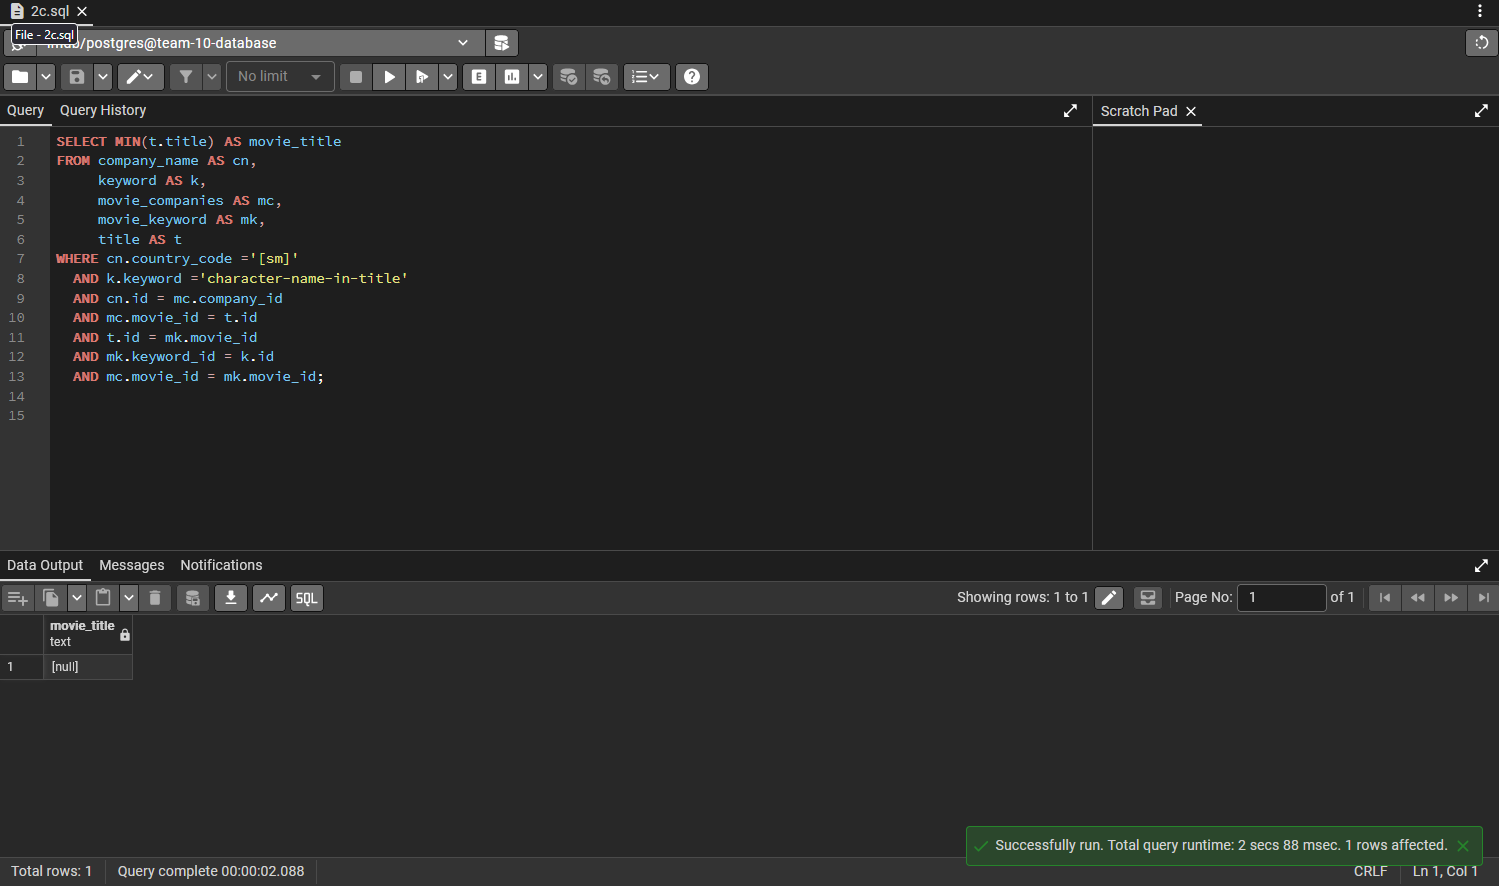 2c.sql
File - 2c.sql
/postgres@team-10-database
No limit
E
Query Query History
Scratch Pad
1 SELECT MIN(t.title) AS movie_title
2 FROM company_name AS cn,
3 keyword AS k,
4 movie_companies AS mc,
5 movie_keyword AS mk,
6 title AS t
7 WHERE cn.country_code ='[sm]'
8 AND k.keyword ='character-name-in-title'
9 AND cn.id = mc.company_id
10 AND mc.movie_id = t.id
11 AND t.id = mk.movie_id
12 AND mk.keyword_id = k.id
13 AND mc.movie_id = mk.movie_id;
14
15
Data Output Messages Notifications
SQL Showing rows: 1 to 1 Page No: 1 of 1
movie_title
text
1 [null]
Successfully run. Total query runtime: 2 secs 88 msec. 1 rows affected.
Total rows: 1 Query complete 00:00:02.088 CRLF Ln 1, Col 1